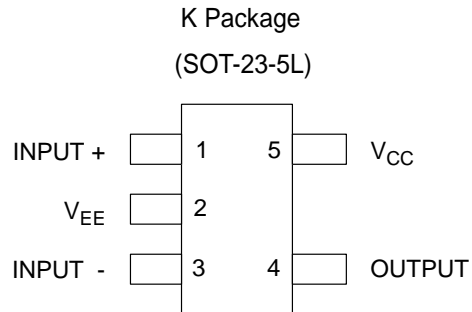 K Package
(SOT-23-5L)
INPUT + 1 5 VCC
VEE 2
INPUT - 3 4 OUTPUT